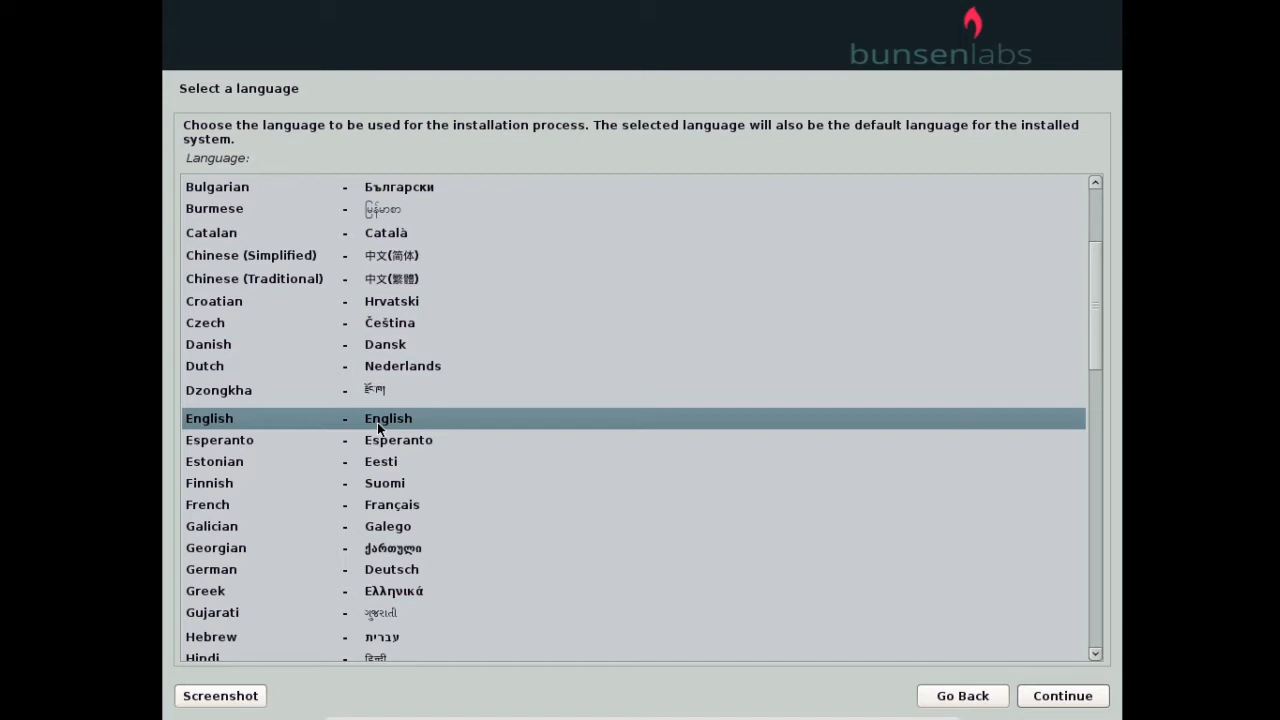 bunsenlabs
Select a language
Choose the language to be used for the installation process. The selected language will also be the default language for the installed
system.
Language:
Bulgarian - Български
Burmese - မြန်မာစာ
Catalan - Català
Chinese (Simplified) - 中文(简体)
Chinese (Traditional) - 中文(繁體)
Croatian - Hrvatski
Czech - Čeština
Danish - Dansk
Dutch - Nederlands
Dzongkha - རྫོང་ཁ།
English - English
Esperanto - Esperanto
Estonian - Eesti
Finnish - Suomi
French - Français
Galician - Galego
Georgian - ქართული
German - Deutsch
Greek - Ελληνικά
Gujarati - ગુજરાતી
Hebrew - עברית
Hindi - हिन्दी
Screenshot Go Back Continue